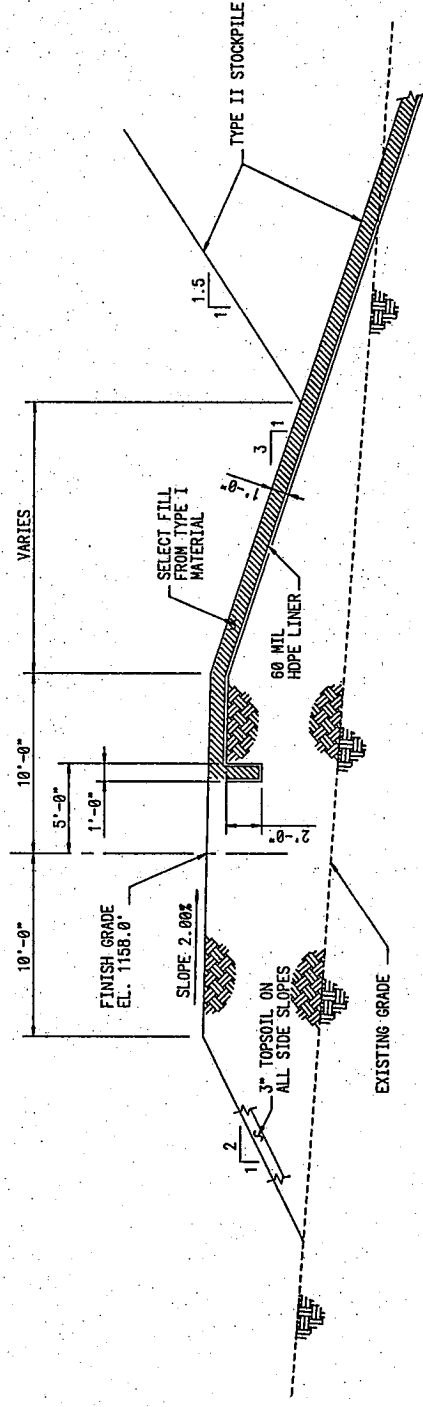 TYPE II STOCKPILE
1.5
1
VARIES
SELECT FILL
FROM TYPE I
MATERIAL
3
1
1'-0"
60 MIL
HDPE LINER
10'-0"
5'-0"
1'-0"
2'-0"
10'-0"
FINISH GRADE
EL. 1158.0'
SLOPE 2.00%
3" TOPSOIL ON
ALL SIDE SLOPES
2
1
EXISTING GRADE